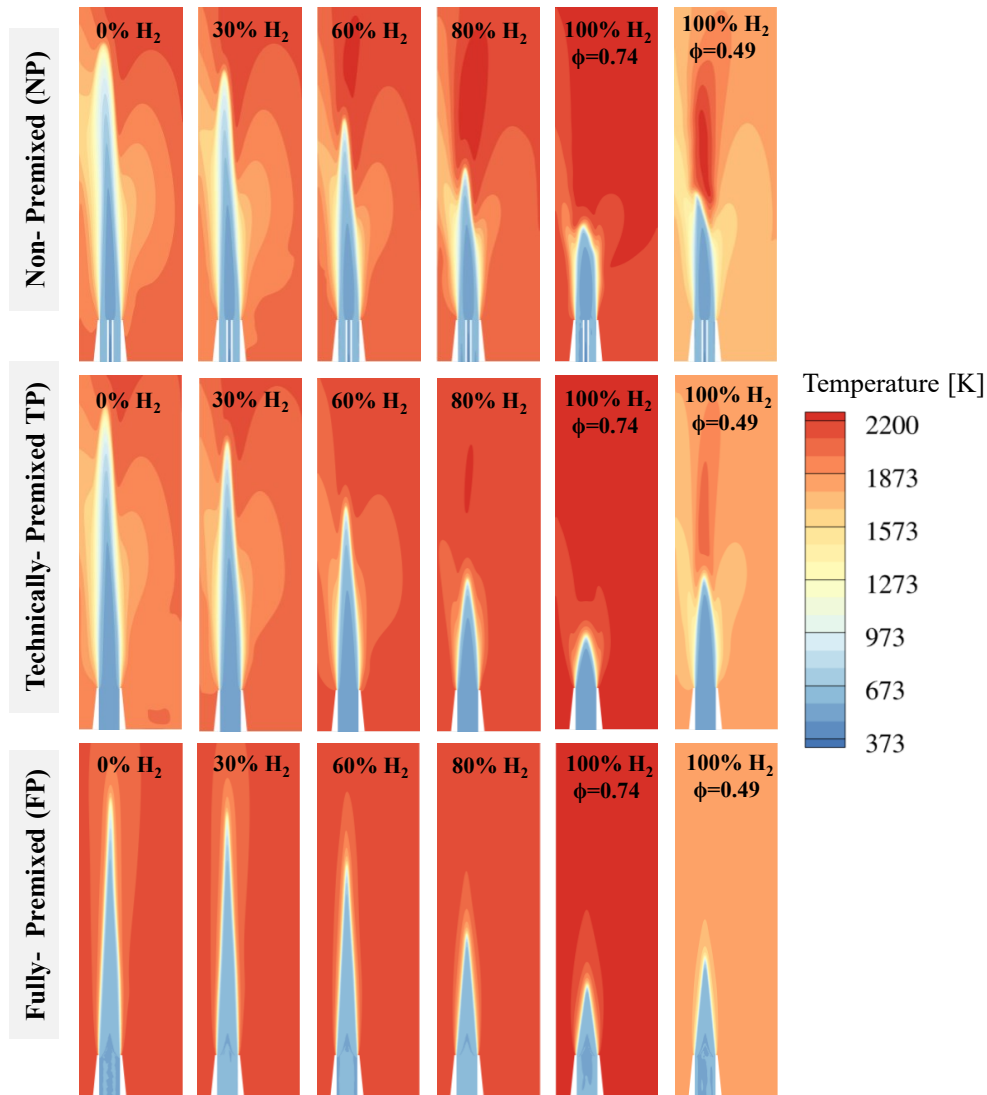 Non- Premixed (NP)
0% H₂
30% H₂
60% H₂
80% H₂
100% H₂
ϕ=0.74
100% H₂
ϕ=0.49
Technically- Premixed TP)
0% H₂
30% H₂
60% H₂
80% H₂
100% H₂
ϕ=0.74
100% H₂
ϕ=0.49
Temperature [K]
2200
1873
1573
1273
973
673
373
Fully- Premixed (FP)
0% H₂
30% H₂
60% H₂
80% H₂
100% H₂
ϕ=0.74
100% H₂
ϕ=0.49